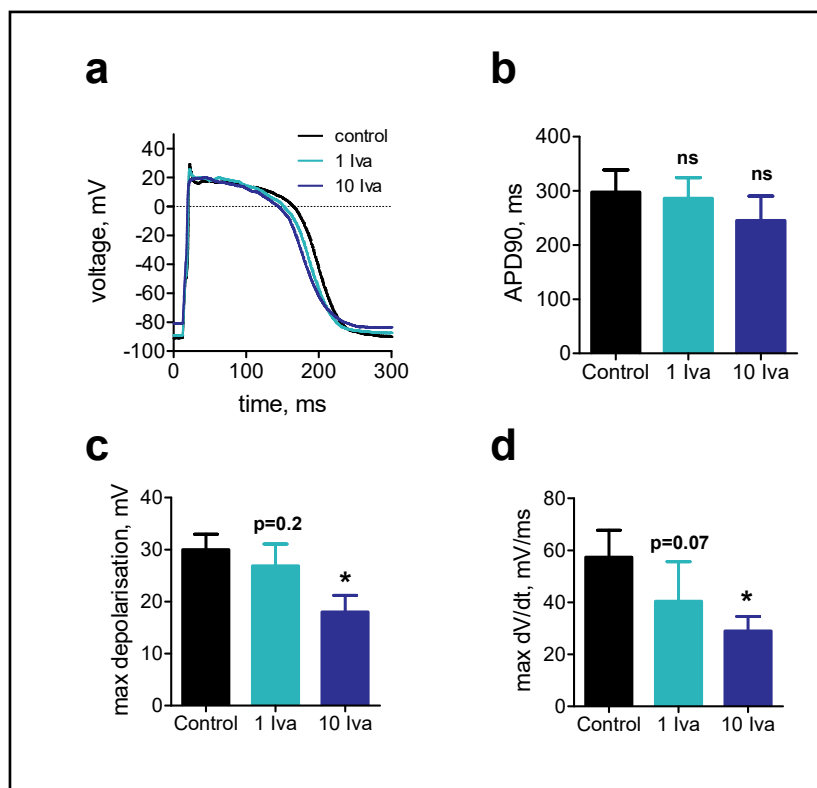 a
control
1 Iva
10 Iva
voltage, mV
40
20
0
-20
-40
-60
-80
-100
0 100 200 300
time, ms
b
APD90, ms
400
300
200
100
0
ns
ns
Control 1 Iva 10 Iva
c
max depolarisation, mV
40
30
20
10
0
p=0.2
*
Control 1 Iva 10 Iva
d
max dV/dt, mV/ms
80
60
40
20
0
p=0.07
*
Control 1 Iva 10 Iva